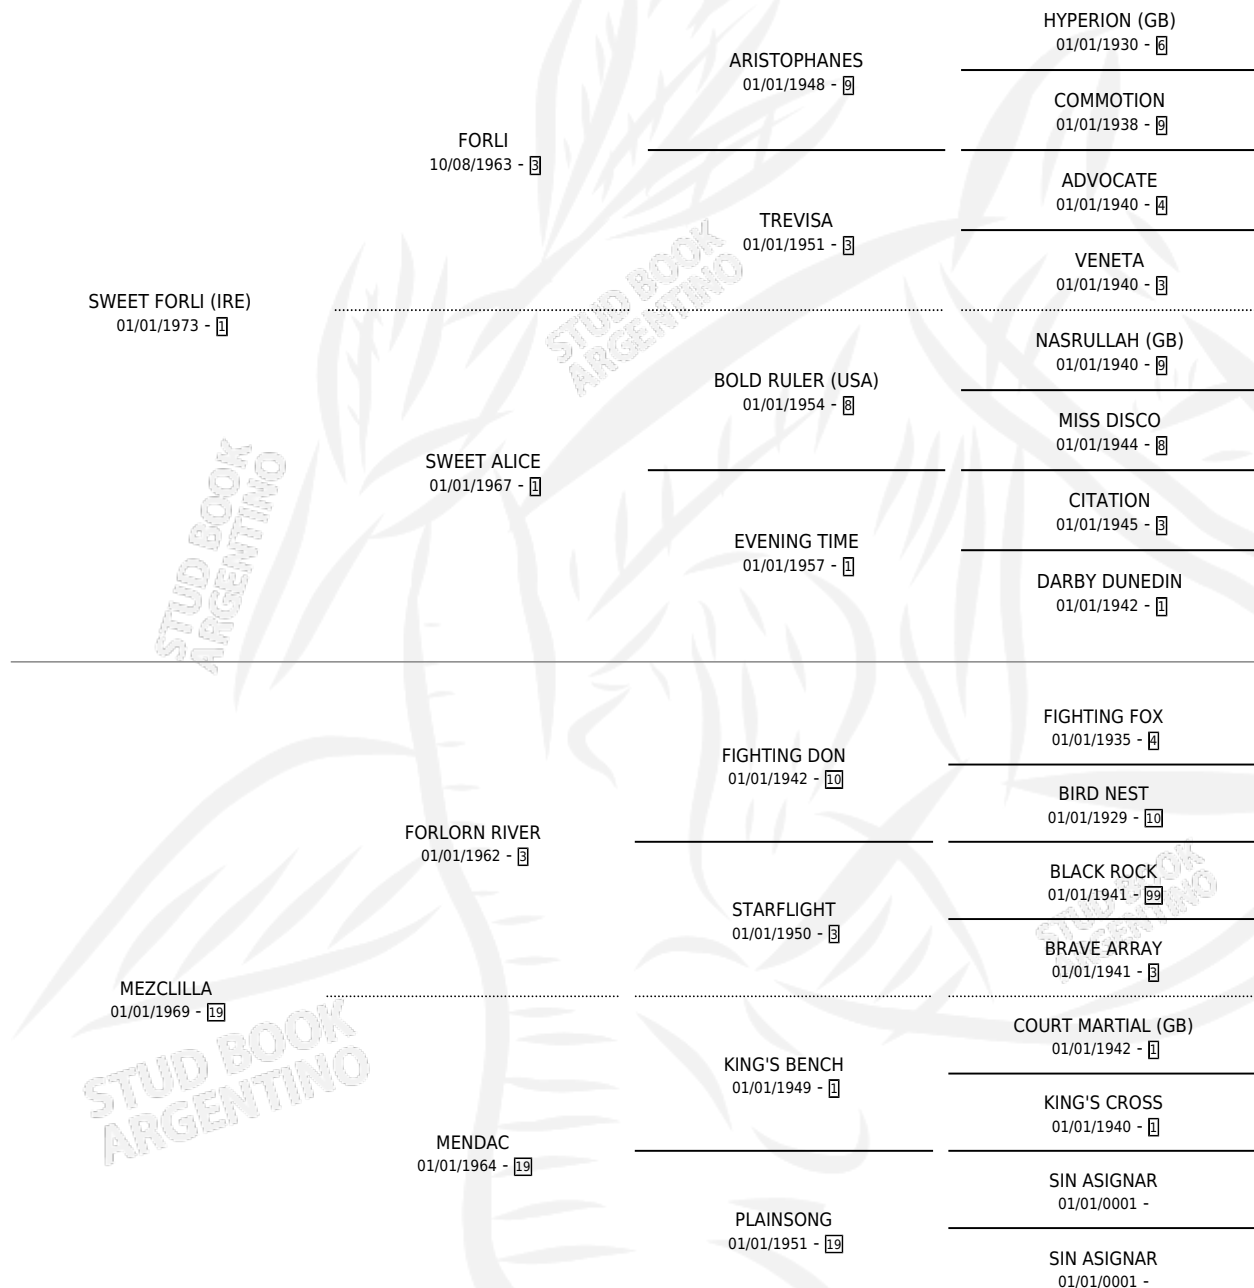 HYPERION (GB)
01/01/1930 - 6
ARISTOPHANES
01/01/1948 - 9
COMMOTION
01/01/1938 - 9
FORLI
10/08/1963 - 3
ADVOCATE
01/01/1940 - 4
TREVISA
01/01/1951 - 3
VENETA
01/01/1940 - 3
SWEET FORLI (IRE)
01/01/1973 - 1
NASRULLAH (GB)
01/01/1940 - 9
BOLD RULER (USA)
01/01/1954 - 8
MISS DISCO
01/01/1944 - 8
SWEET ALICE
01/01/1967 - 1
CITATION
01/01/1945 - 3
EVENING TIME
01/01/1957 - 1
DARBY DUNEDIN
01/01/1942 - 1
FIGHTING FOX
01/01/1935 - 4
FIGHTING DON
01/01/1942 - 10
BIRD NEST
01/01/1929 - 10
FORLORN RIVER
01/01/1962 - 3
BLACK ROCK
01/01/1941 - 99
STARFLIGHT
01/01/1950 - 3
BRAVE ARRAY
01/01/1941 - 3
MEZCLILLA
01/01/1969 - 19
COURT MARTIAL (GB)
01/01/1942 - 1
KING'S BENCH
01/01/1949 - 1
KING'S CROSS
01/01/1940 - 1
MENDAC
01/01/1964 - 19
SIN ASIGNAR
01/01/0001 -
PLAINSONG
01/01/1951 - 19
SIN ASIGNAR
01/01/0001 -
STUD BOOK
ARGENTINO
STUD BOOK
ARGENTINO
STUD BOOK
ARGENTINO
STUD BOOK
ARGENTINO